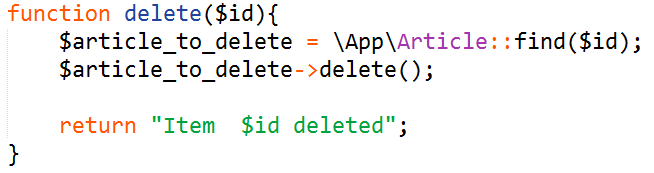 function delete($id){
    $article_to_delete = \App\Article::find($id);
    $article_to_delete->delete();

    return "Item  $id deleted";
}